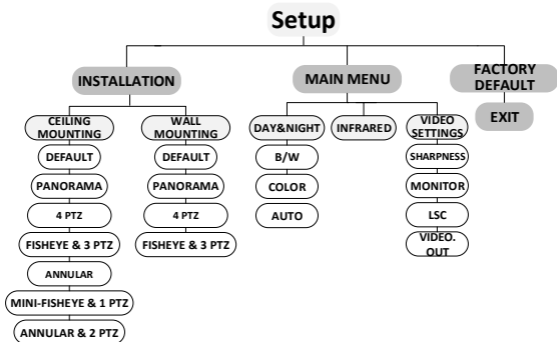 Setup
INSTALLATION
MAIN MENU
FACTORY
DEFAULT
EXIT
CEILING
MOUNTING
DEFAULT
PANORAMA
4 PTZ
FISHEYE & 3 PTZ
ANNULAR
MINI-FISHEYE & 1 PTZ
ANNULAR & 2 PTZ
WALL
MOUNTING
DEFAULT
PANORAMA
4 PTZ
FISHEYE & 3 PTZ
DAY&NIGHT
B/W
COLOR
AUTO
INFRARED
VIDEO
SETTINGS
SHARPNESS
MONITOR
LSC
VIDEO.
OUT